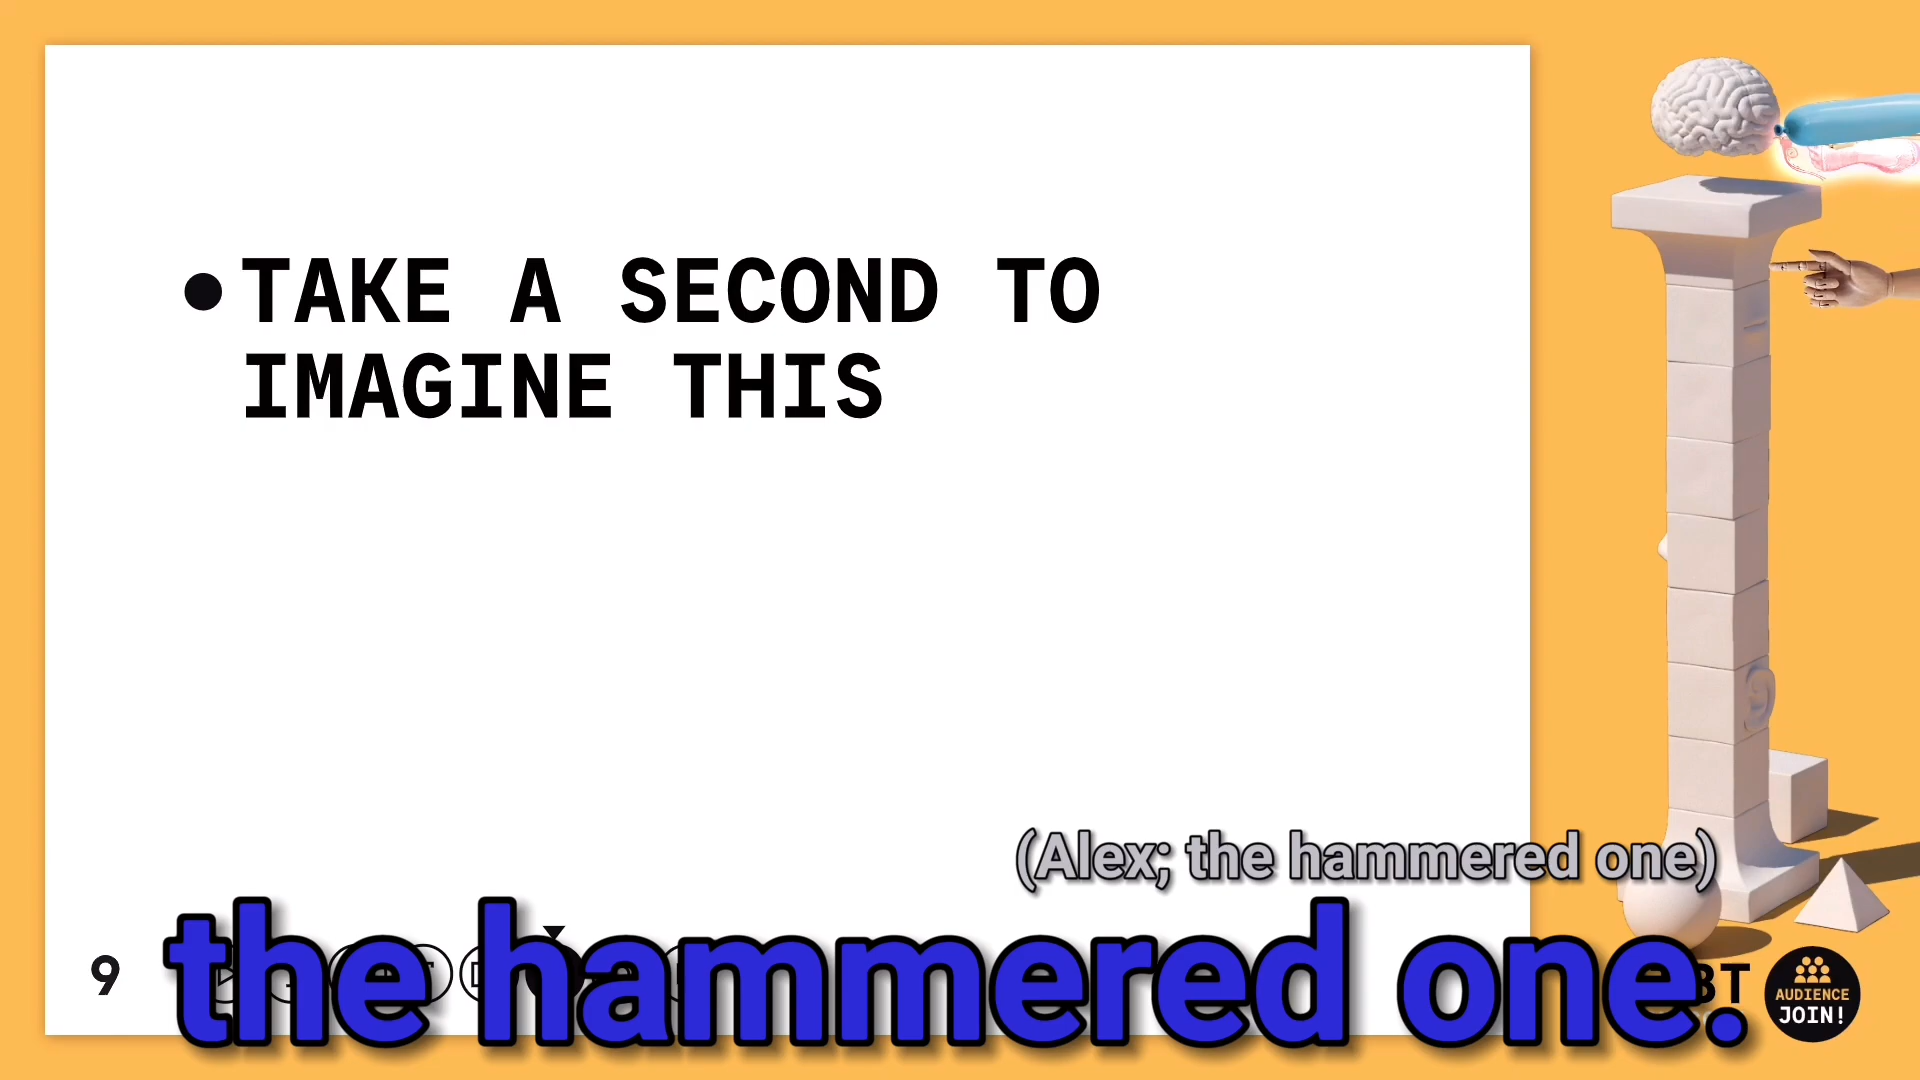 •TAKE A SECOND TO
IMAGINE THIS
(Alex; the hammered one)
the hammered one.
9
AUDIENCE
JOIN!